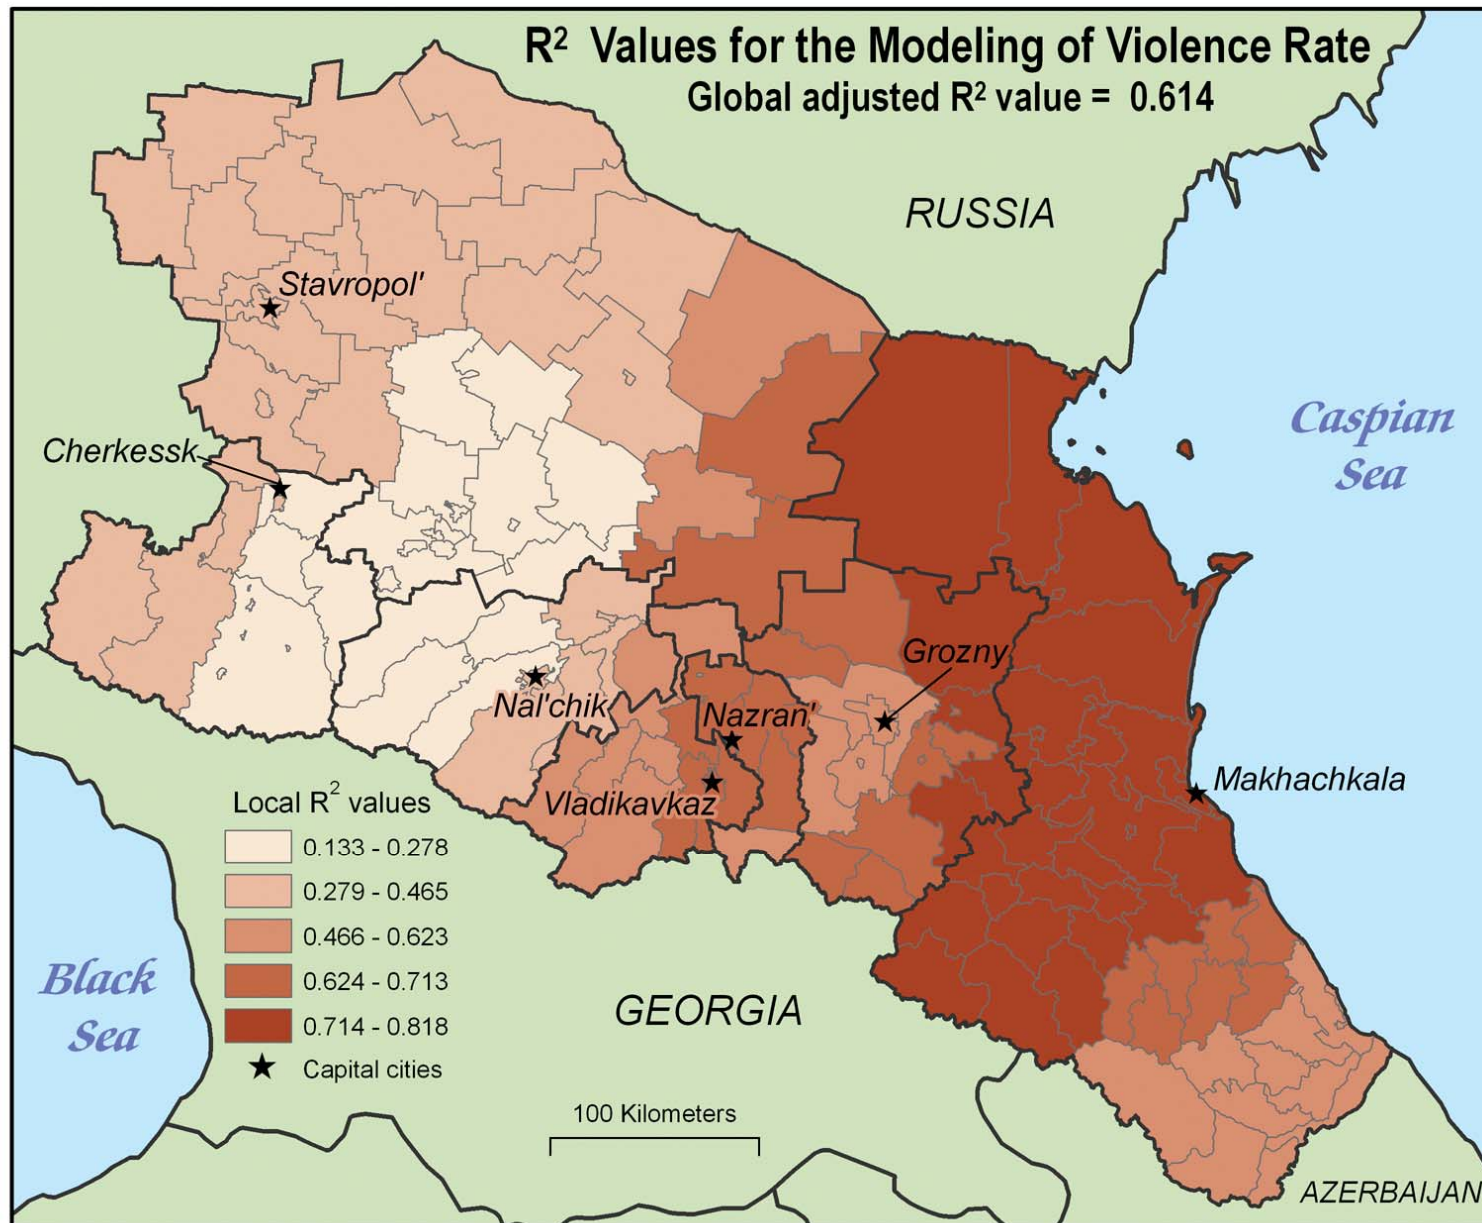 R² Values for the Modeling of Violence Rate
Global adjusted R² value = 0.614
RUSSIA
Stavropol'
Caspian
Sea
Cherkessk
Grozny
Nal'chik
Nazran'
Makhachkala
Vladikavkaz
Local R² values
0.133 - 0.278
0.279 - 0.465
0.466 - 0.623
0.624 - 0.713
0.714 - 0.818
Capital cities
Black
Sea
GEORGIA
100 Kilometers
AZERBAIJAN